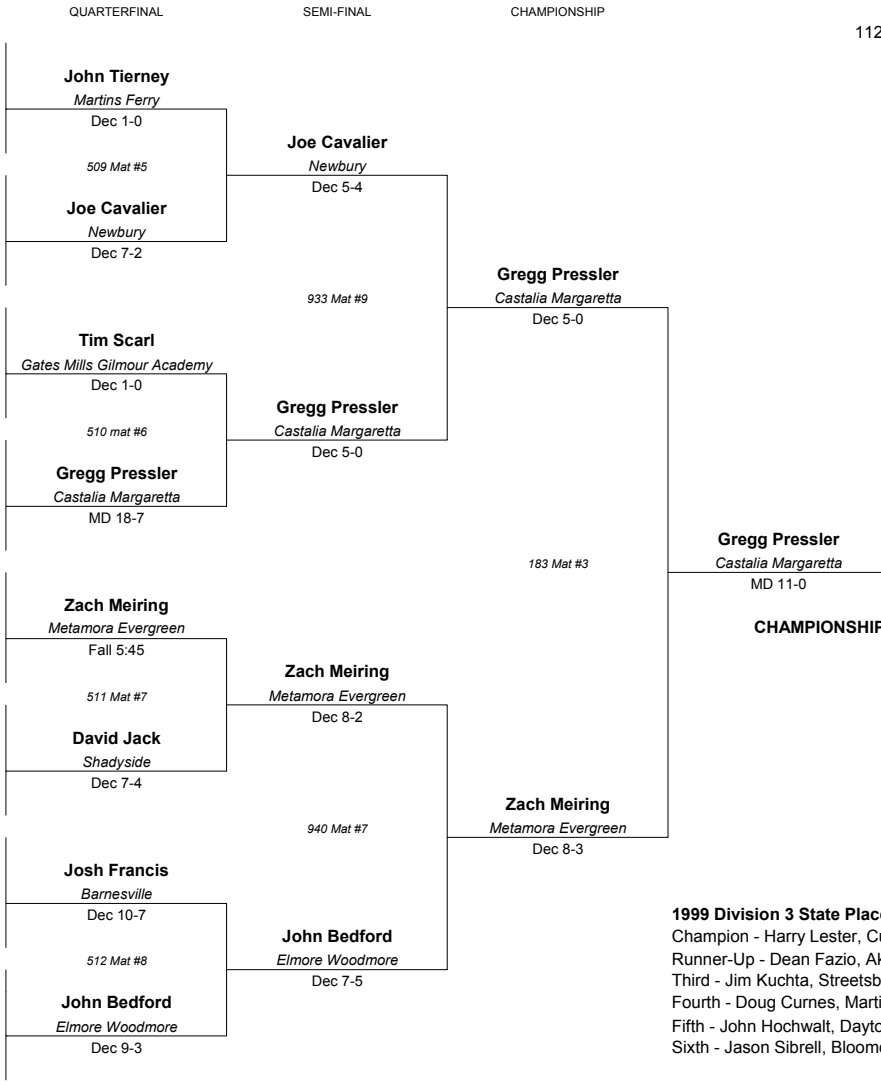 QUARTERFINAL SEMI-FINAL CHAMPIONSHIP
112
John Tierney
Martins Ferry
Dec 1-0
Joe Cavalier
Newbury
Dec 5-4
509 Mat #5
Joe Cavalier
Newbury
Dec 7-2
Gregg Pressler
Castalia Margaretta
Dec 5-0
933 Mat #9
Tim Scarl
Gates Mills Gilmour Academy
Dec 1-0
Gregg Pressler
Castalia Margaretta
Dec 5-0
510 mat #6
Gregg Pressler
Castalia Margaretta
MD 18-7
Gregg Pressler
Castalia Margaretta
MD 11-0
183 Mat #3
CHAMPIONSHIP
Zach Meiring
Metamora Evergreen
Fall 5:45
Zach Meiring
Metamora Evergreen
Dec 8-2
511 Mat #7
David Jack
Shadyside
Dec 7-4
Zach Meiring
Metamora Evergreen
Dec 8-3
940 Mat #7
Josh Francis
Barnesville
Dec 10-7
John Bedford
Elmore Woodmore
Dec 7-5
512 Mat #8
John Bedford
Elmore Woodmore
Dec 9-3
1999 Division 3 State Place
Champion - Harry Lester, Cu
Runner-Up - Dean Fazio, Ak
Third - Jim Kuchta, Streetsb
Fourth - Doug Curnes, Marti
Fifth - John Hochwalt, Dayto
Sixth - Jason Sibrell, Bloom